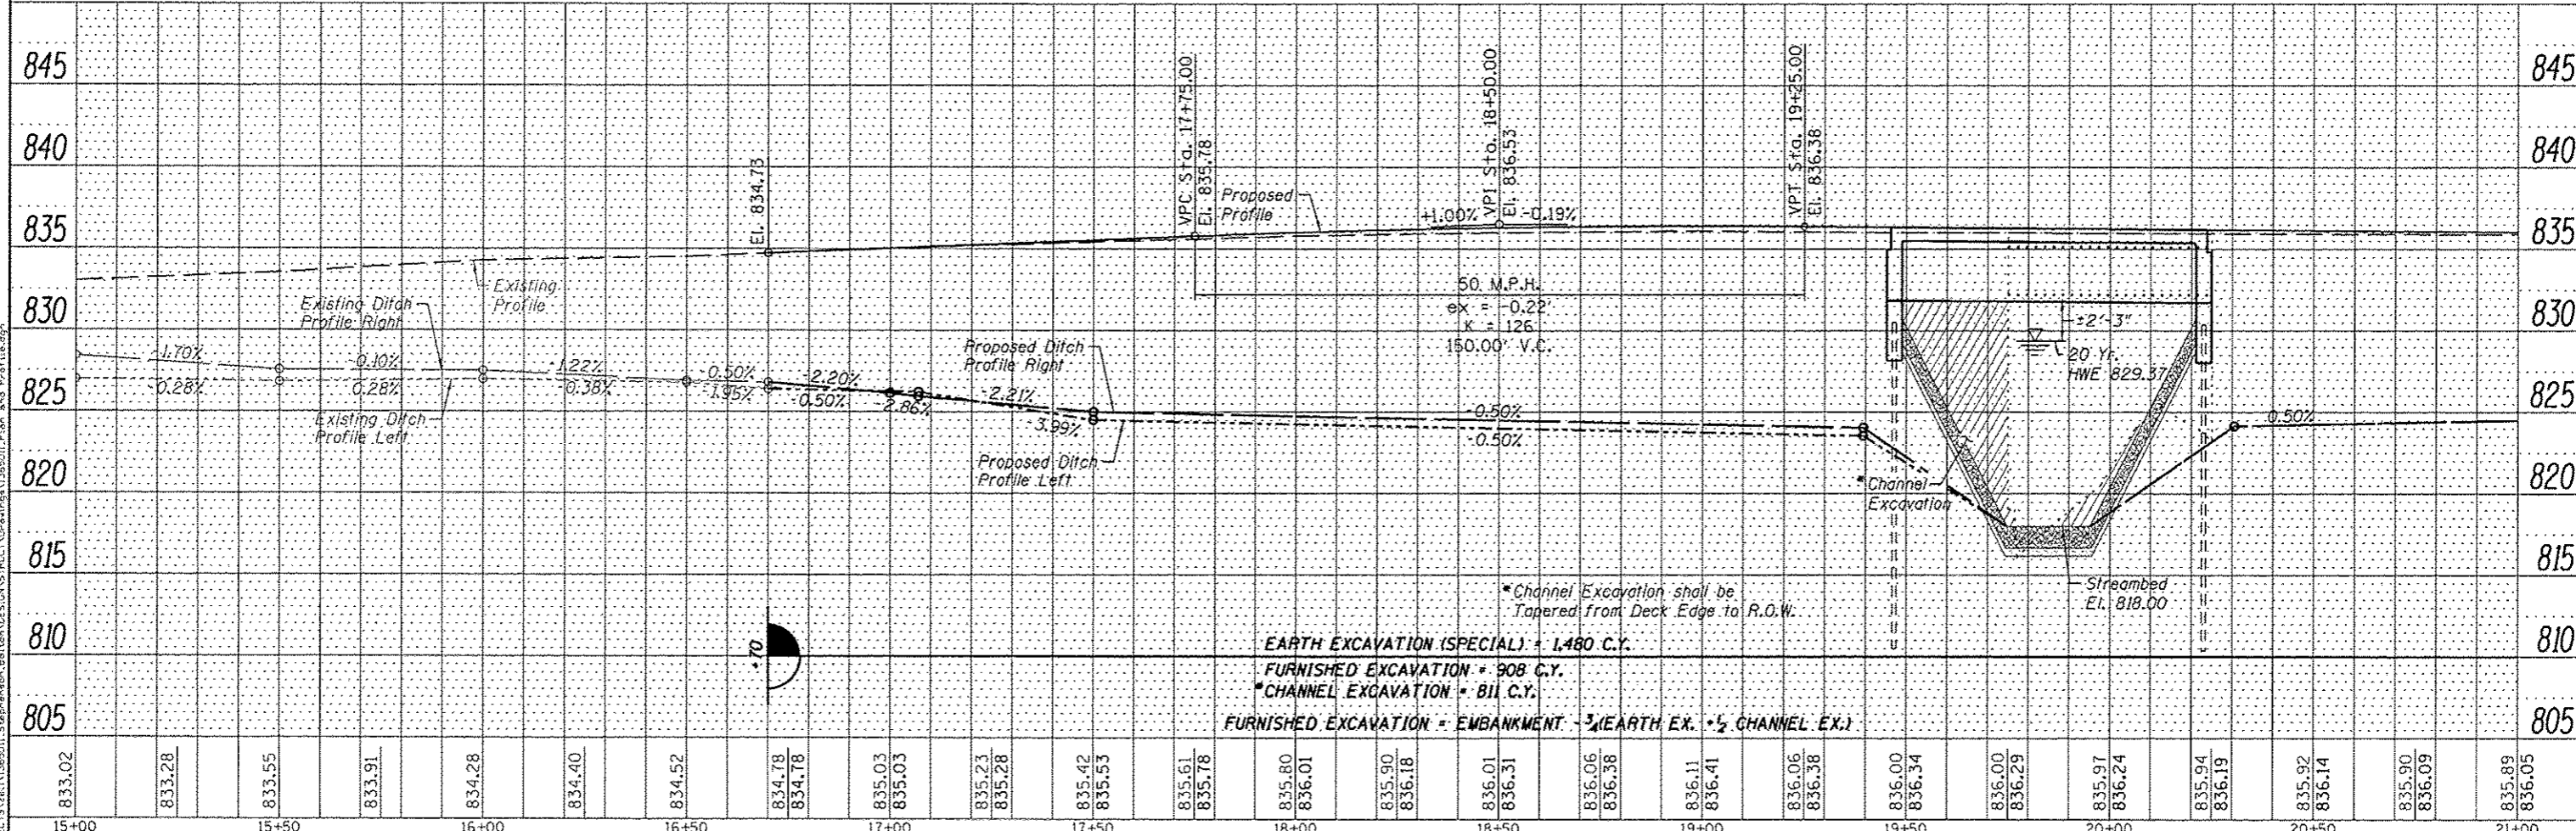 845
845
840
840
835
835
830
830
825
825
820
820
815
815
810
810
805
805
El. 834.73
VPC Sta. 17+75.00
El. 835.78
Proposed
Profile
+1.00%
VPI Sta. 18+50.00
El. 836.53
-0.19%
VPT Sta. 19+25.00
El. 836.38
Existing
Profile
Existing Ditch
Profile Right
50 M.P.H.
ex = -0.22'
K = 126
150.00' V.C.
±2'-3"
20 Yr.
HWE 829.37
Proposed Ditch
Profile Right
-1.70%
-0.10%
-1.22%
-0.50%
-2.20%
-2.21%
-0.50%
-0.28%
0.28%
0.38%
-1.95%
-0.50%
-2.86%
-3.99%
-0.50%
0.50%
Existing Ditch
Profile Left
Proposed Ditch
Profile Left
*Channel
Excavation
Streambed
El. 818.00
*Channel Excavation shall be
Tapered from Deck Edge to R.O.W.
+70
EARTH EXCAVATION (SPECIAL) = 1,480 C.Y.
FURNISHED EXCAVATION = 908 C.Y.
*CHANNEL EXCAVATION = 811 C.Y.
FURNISHED EXCAVATION = EMBANKMENT - ¾(EARTH EX. + ½ CHANNEL EX.)
833.02
833.28
833.55
833.91
834.28
834.40
834.52
834.78
834.78
835.03
835.03
835.23
835.28
835.42
835.53
835.61
835.78
835.80
836.01
835.90
836.18
836.01
836.31
836.06
836.38
836.11
836.41
836.06
836.38
836.00
836.34
836.00
836.29
835.97
836.24
835.94
836.19
835.92
836.14
835.90
836.09
835.89
836.05
15+00
15+50
16+00
16+50
17+00
17+50
18+00
18+50
19+00
19+50
20+00
20+50
21+00